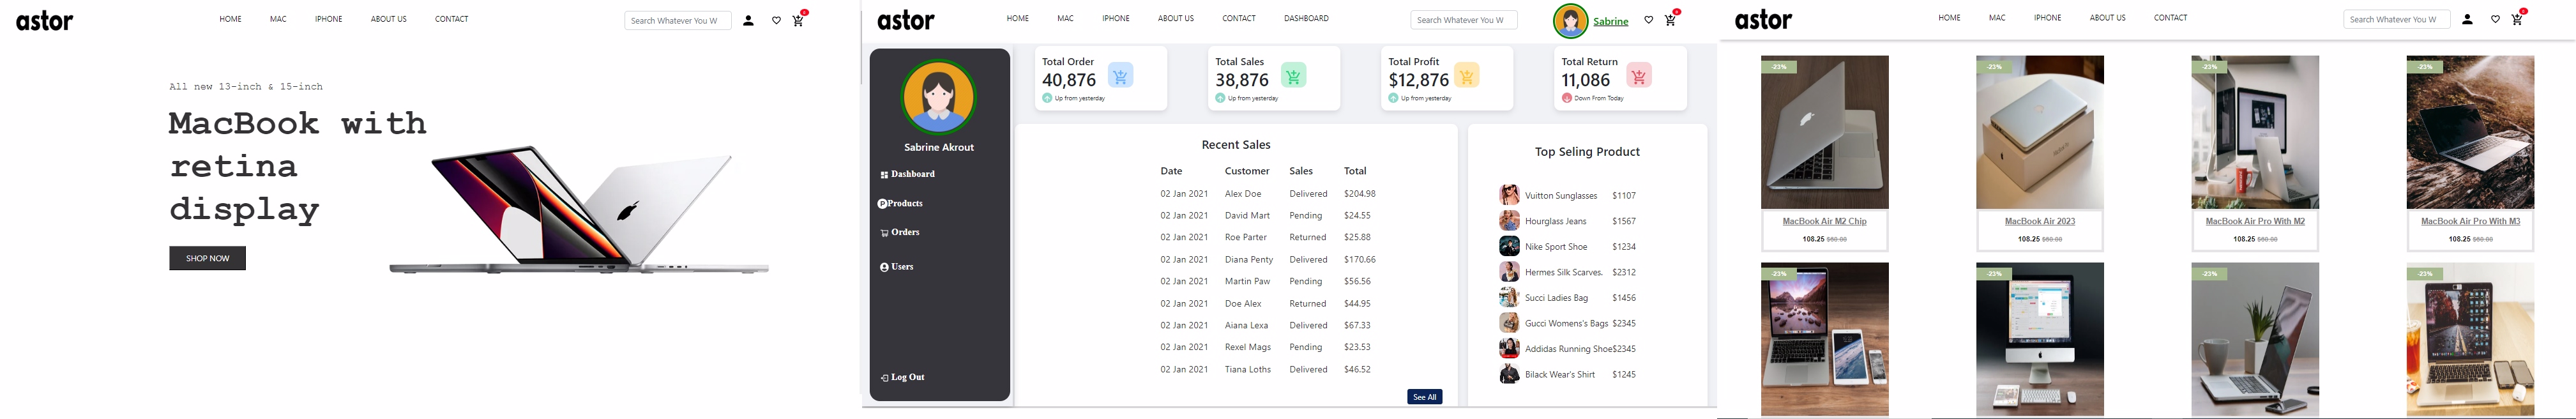 astor
HOME MAC IPHONE ABOUT US CONTACT
Search Whatever You W
0
All new 13-inch & 15-inch
MacBook with
retina
display
SHOP NOW
astor
HOME MAC IPHONE ABOUT US CONTACT DASHBOARD
Search Whatever You W
Sabrine
0
Sabrine Akrout
Dashboard
Products
Orders
Users
Log Out
Total Order
40,876
Up from yesterday
Total Sales
38,876
Up from yesterday
Total Profit
$12,876
Up from yesterday
Total Return
11,086
Down From Today
Recent Sales
Date Customer Sales Total
02 Jan 2021 Alex Doe Delivered $204.98
02 Jan 2021 David Mart Pending $24.55
02 Jan 2021 Roe Parter Returned $25.88
02 Jan 2021 Diana Penty Delivered $170.66
02 Jan 2021 Martin Paw Pending $56.56
02 Jan 2021 Doe Alex Returned $44.95
02 Jan 2021 Aiana Lexa Delivered $67.33
02 Jan 2021 Rexel Mags Pending $23.53
02 Jan 2021 Tiana Loths Delivered $46.52
See All
Top Seling Product
Vuitton Sunglasses $1107
Hourglass Jeans $1567
Nike Sport Shoe $1234
Hermes Silk Scarves. $2312
Succi Ladies Bag $1456
Gucci Womens's Bags $2345
Addidas Running Shoe $2345
Bilack Wear's Shirt $1245
astor
HOME MAC IPHONE ABOUT US CONTACT
Search Whatever You W
0
-23% -23% -23% -23%
MacBook Air M2 Chip MacBook Air 2023 MacBook Air Pro With M2 MacBook Air Pro With M3
108.25 $60.00 108.25 $60.00 108.25 $60.00 108.25 $60.00
-23% -23% -23% -23%